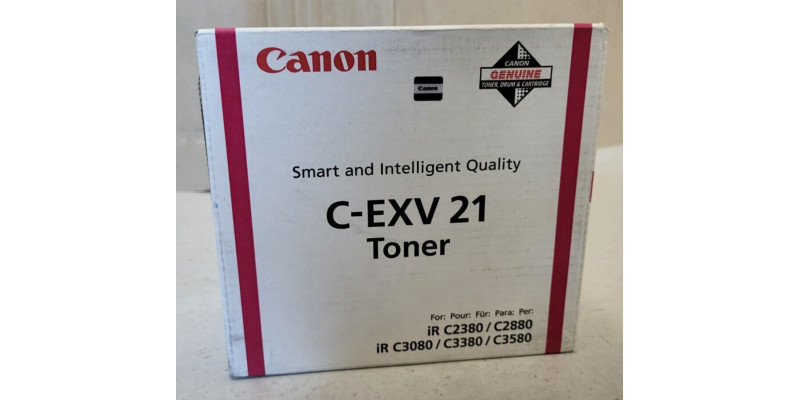 Canon
Canon
CANON
GENUINE
TONER, DRUM & CARTRIDGE
Smart and Intelligent Quality
C-EXV 21
Toner
For: Pour: Für: Para: Per:
iR C2380 / C2880
iR C3080 / C3380 / C3580